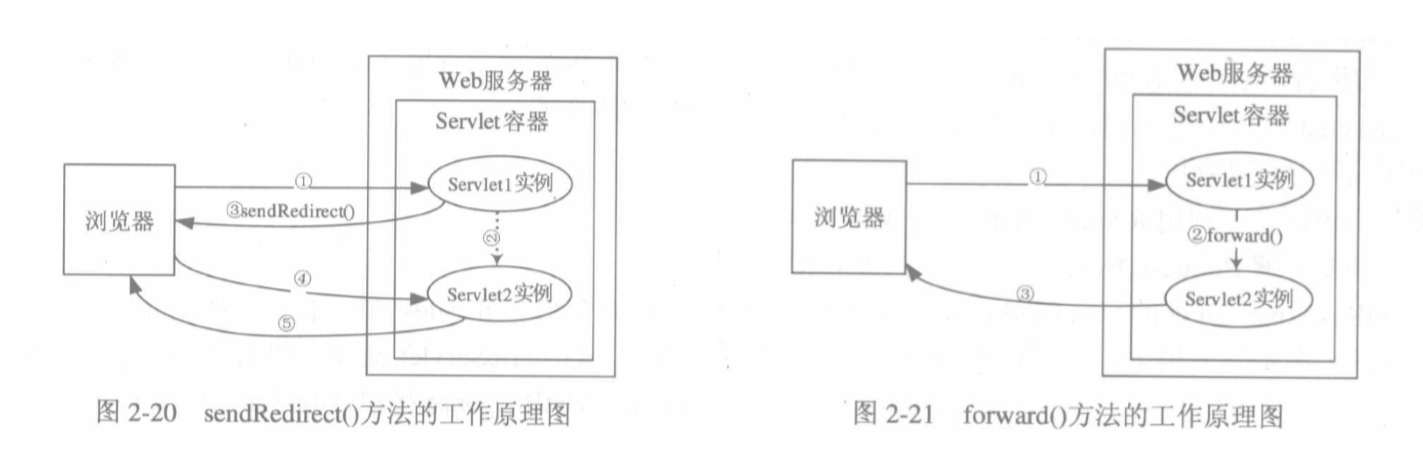 Web服务器
Servlet容器
①
Servlet1实例
③sendRedirect()
浏览器
②
④
Servlet2实例
⑤
图 2-20 sendRedirect()方法的工作原理图
Web服务器
Servlet容器
①
Servlet1实例
浏览器
②forward()
③
Servlet2实例
图 2-21 forward()方法的工作原理图